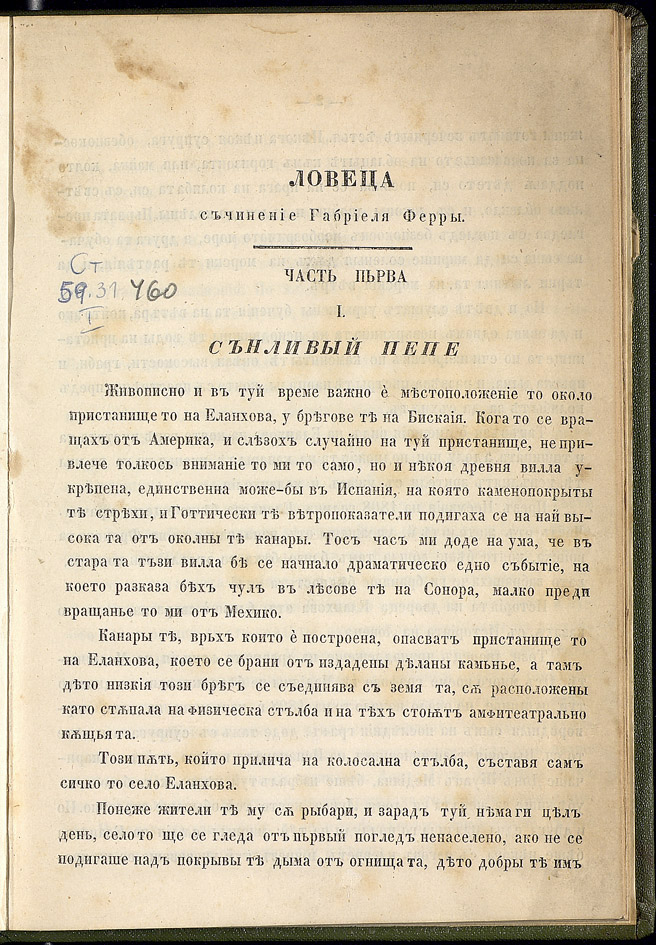 ЛОВЕЦА
съчиненіе Габріеля Ферры.
Ст
59.31 460
I
ЧАСТЬ ПЪРВА
I.
СЪНЛИВЫЙ ПЕПЕ
Живописно и въ туй време важно è мѣстоположеніе то около
пристанище то на Еланхова, у брѣгове тѣ на Бискаія. Кога то се вра-
щахъ отъ Америка, и слѣзохъ случайно на туй пристанище, не при-
влече толкось вниманіе то ми то само, но и нѣкоя древня вилла у-
крѣпена, единственна може-бы въ Испанія, на която каменопокрыты
тѣ стрѣхи, и Готтически тѣ вѣтропоказатели подигаха се на най вы-
сока та отъ околны тѣ канары. Тось часъ ми доде на ума, че въ
стара та тъзи вилла бѣ се начнало драматическо едно събытіе, на
което разказа бѣхъ чулъ въ лѣсове тѣ на Сонора, малко преди
вращанье то ми отъ Мехико.
Канары тѣ, врьхъ които è построена, опасватъ пристанище то
на Еланхова, което се брани отъ издадены дѣланы камънье, а тамъ
дѣто низкія този брѣгъ се съединява съ земя та, сѫ расположены
като стѫпала на физическа стълба и на тѣхъ стоѭтъ амфитеатрально
кѫщья та.
Този пѫть, който прилича на колосална стълба, съставя самъ
сичко то село Еланхова.
Понеже жители тѣ му сѫ рыбари, и зарадъ туй нѣма ги цѣлъ
день, село то ще се гледа отъ пьрвый погледъ ненаселено, ако не се
подигаше надъ покрывы тѣ дыма отъ огнища та, дѣто добры тѣ имъ